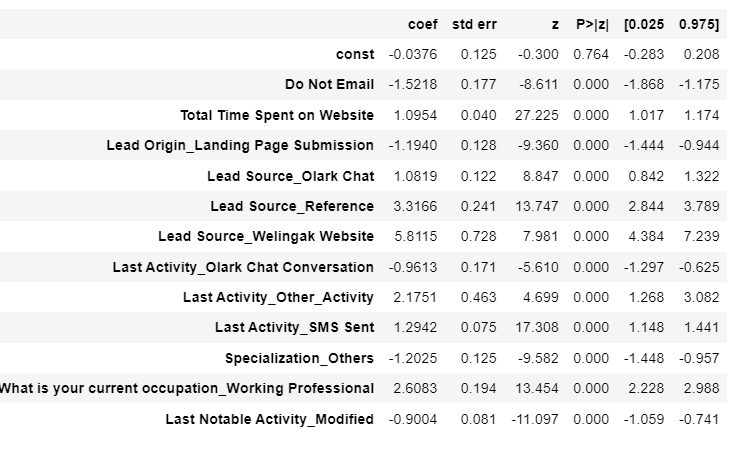 coef std err z P>|z| [0.025 0.975]
const -0.0376 0.125 -0.300 0.764 -0.283 0.208
Do Not Email -1.5218 0.177 -8.611 0.000 -1.868 -1.175
Total Time Spent on Website 1.0954 0.040 27.225 0.000 1.017 1.174
Lead Origin_Landing Page Submission -1.1940 0.128 -9.360 0.000 -1.444 -0.944
Lead Source_Olark Chat 1.0819 0.122 8.847 0.000 0.842 1.322
Lead Source_Reference 3.3166 0.241 13.747 0.000 2.844 3.789
Lead Source_Welingak Website 5.8115 0.728 7.981 0.000 4.384 7.239
Last Activity_Olark Chat Conversation -0.9613 0.171 -5.610 0.000 -1.297 -0.625
Last Activity_Other_Activity 2.1751 0.463 4.699 0.000 1.268 3.082
Last Activity_SMS Sent 1.2942 0.075 17.308 0.000 1.148 1.441
Specialization_Others -1.2025 0.125 -9.582 0.000 -1.448 -0.957
What is your current occupation_Working Professional 2.6083 0.194 13.454 0.000 2.228 2.988
Last Notable Activity_Modified -0.9004 0.081 -11.097 0.000 -1.059 -0.741